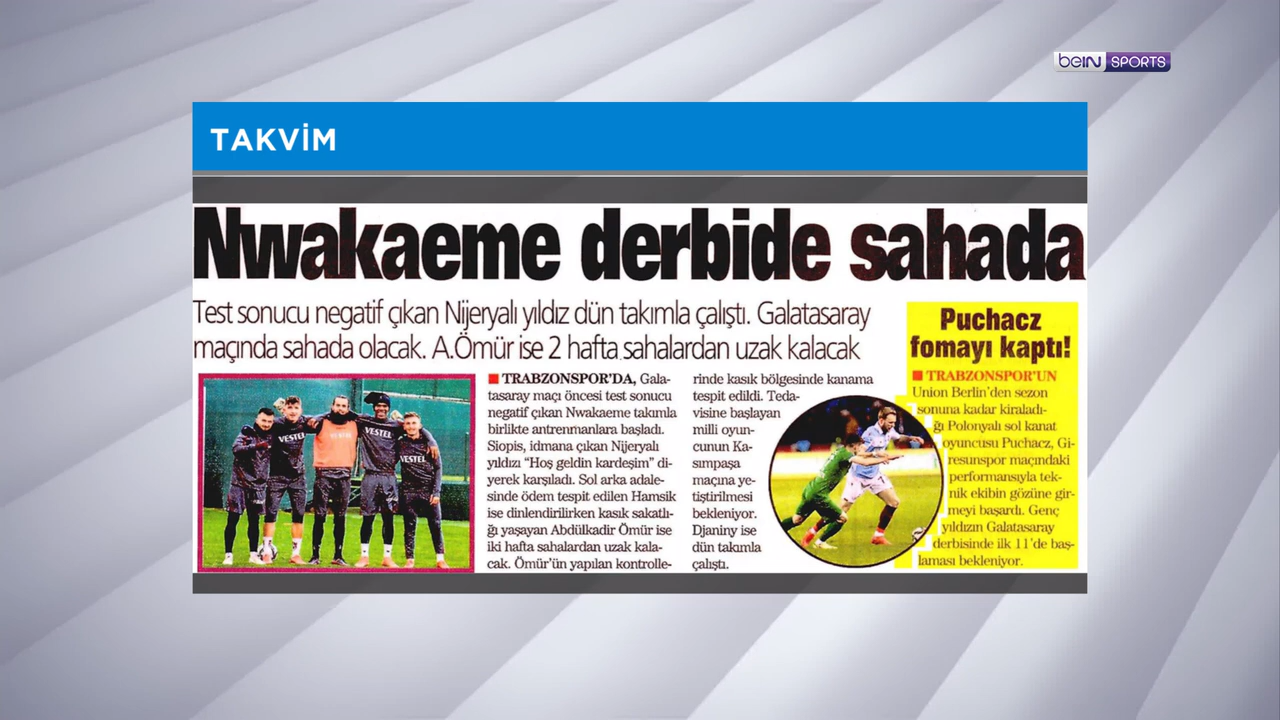 beIN SPORTS
TAKVİM
Nwakaeme derbide sahada
Test sonucu negatif çıkan Nijeryalı yıldız dün takımla çalıştı. Galatasaray
maçında sahada olacak. A.Ömür ise 2 hafta sahalardan uzak kalacak
VESTEL
VESTEL
VESTEL
■ TRABZONSPOR'DA, Gala-
tasaray maçı öncesi test sonucu
negatif çıkan Nwakaeme takımla
birlikte antrenmanlara başladı.
Siopis, idmana çıkan Nijeryalı
yıldızı “Hoş geldin kardeşim” di-
yerek karşıladı. Sol arka adale-
sinde ödem tespit edilen Hamsik
ise dinlendirilirken kasık sakatlı-
ğı yaşayan Abdülkadir Ömür ise
iki hafta sahalardan uzak kala-
cak. Ömür'ün yapılan kontrolle-
rinde kasık bölgesinde kanama
tespit edildi. Teda-
visine başlayan
milli oyun-
cunun Ka-
sımpaşa
maçına ye-
tiştirilmesi
bekleniyor.
Djaniny ise
dün takımla
çalıştı.
Puchacz
fomayı kaptı!
■ TRABZONSPOR'UN
Union Berlin'den sezon
sonuna kadar kiraladı-
ğı Polonyalı sol kanat
oyuncusu Puchacz, Gi-
resunspor maçındaki
performansıyla tek-
nik ekibin gözüne gir-
meyi başardı. Genç
yıldızın Galatasaray
derbisinde ilk 11'de baş-
laması bekleniyor.